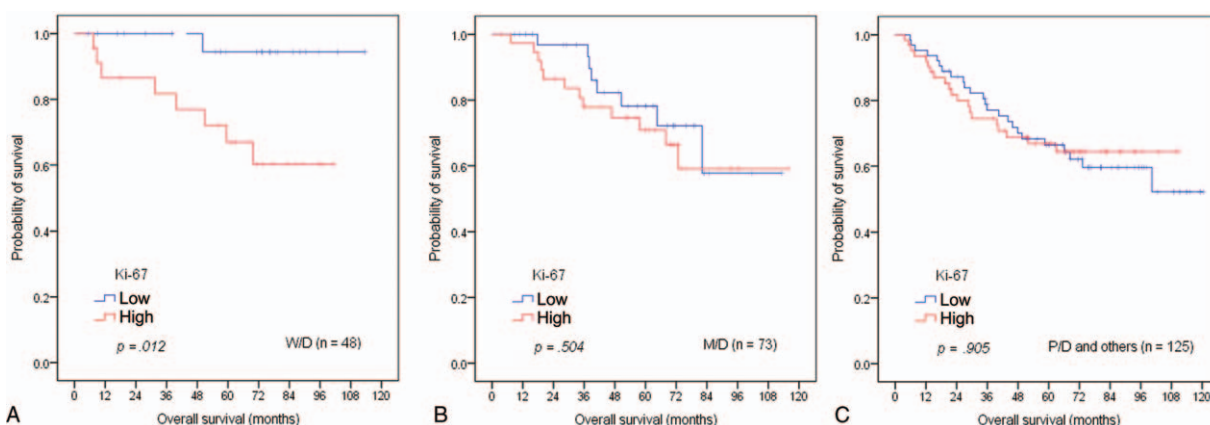 1.0
0.8
0.6
0.4
0.2
0.0
Probability of survival
Ki-67
Low
High
p = .012
W/D (n = 48)
0 12 24 36 48 60 72 84 96 108 120
Overall survival (months)
A
1.0
0.8
0.6
0.4
0.2
0.0
Probability of survival
Ki-67
Low
High
p = .504
M/D (n = 73)
0 12 24 36 48 60 72 84 96 108 120
Overall survival (months)
B
1.0
0.8
0.6
0.4
0.2
0.0
Probability of survival
Ki-67
Low
High
p = .905
P/D and others (n = 125)
0 12 24 36 48 60 72 84 96 108 120
Overall survival (months)
C